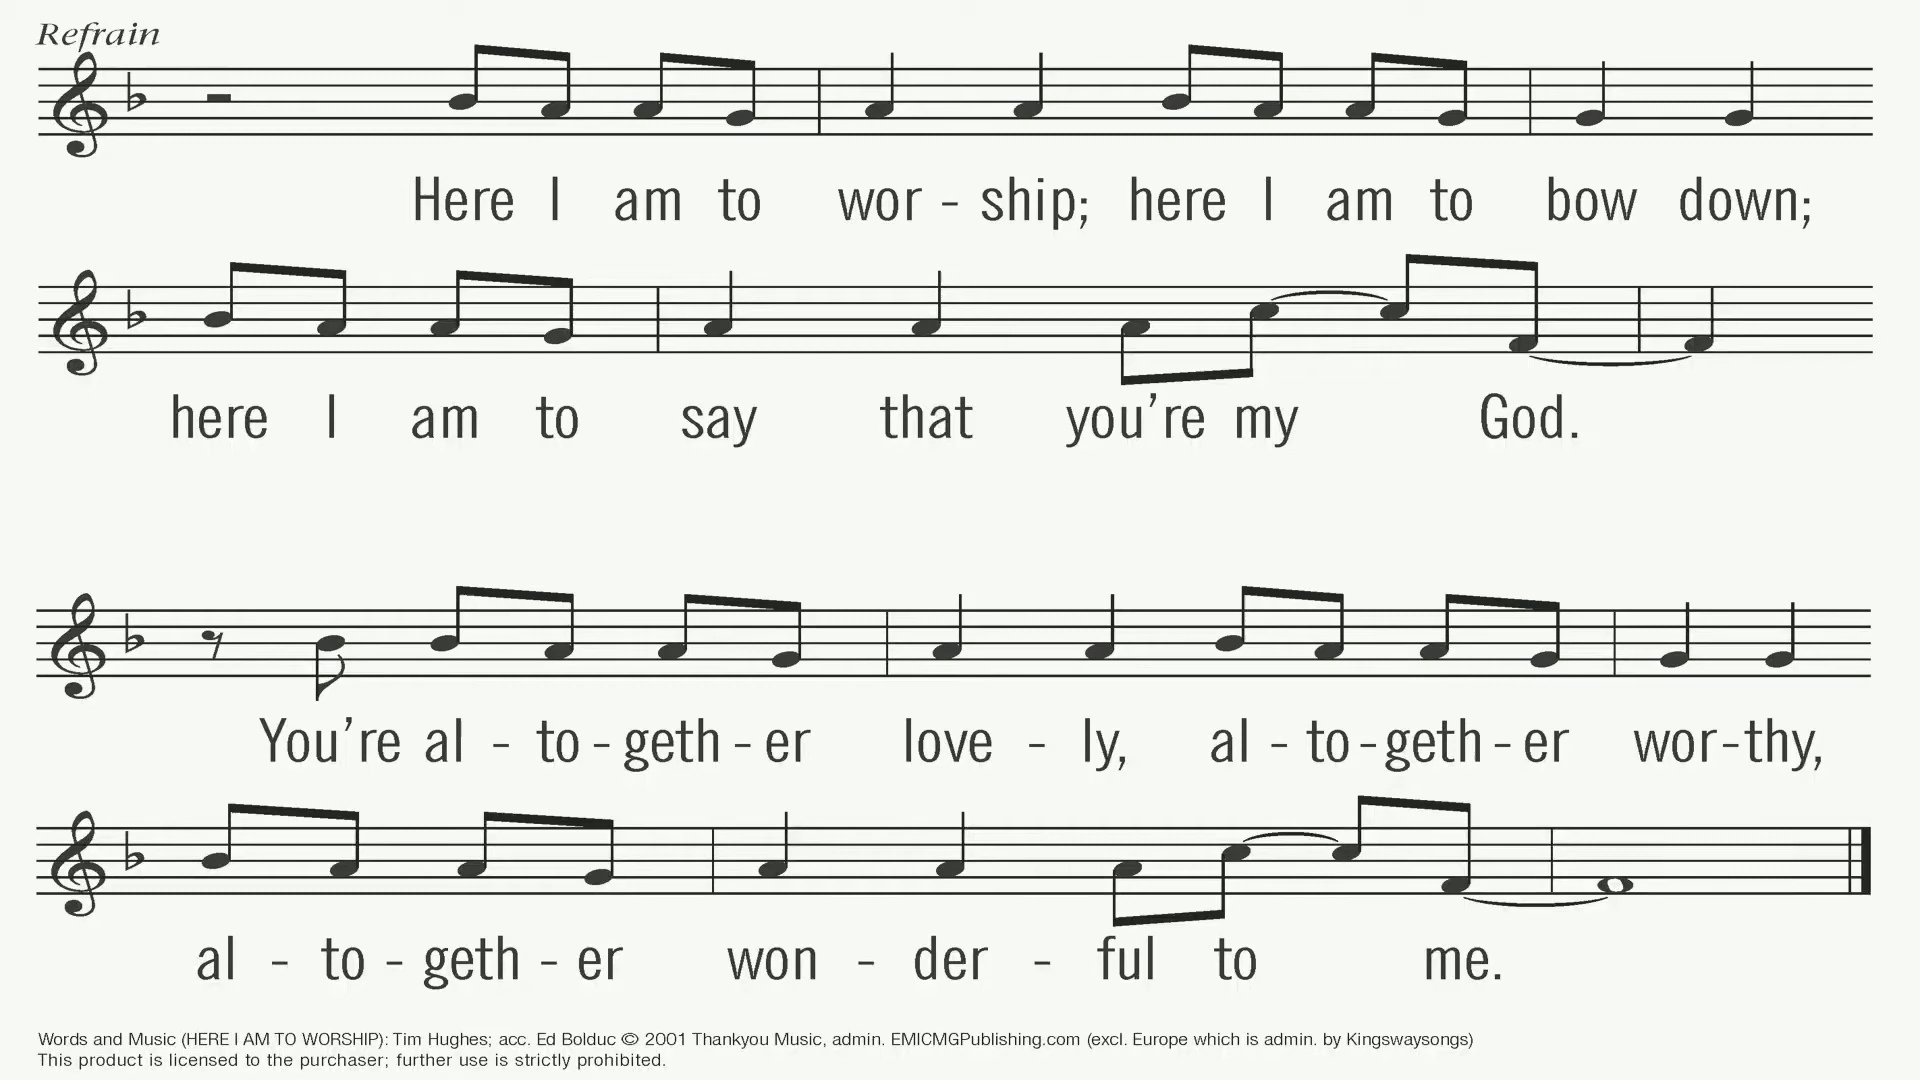 Refrain
Here I am to wor - ship; here I am to bow down;
here I am to say that you're my God.
You're al - to - geth - er love - ly, al - to - geth - er wor - thy,
al - to - geth - er won - der - ful to me.
Words and Music (HERE I AM TO WORSHIP): Tim Hughes; acc. Ed Bolduc © 2001 Thankyou Music, admin. EMICMGPublishing.com (excl. Europe which is admin. by Kingswaysongs)
This product is licensed to the purchaser; further use is strictly prohibited.